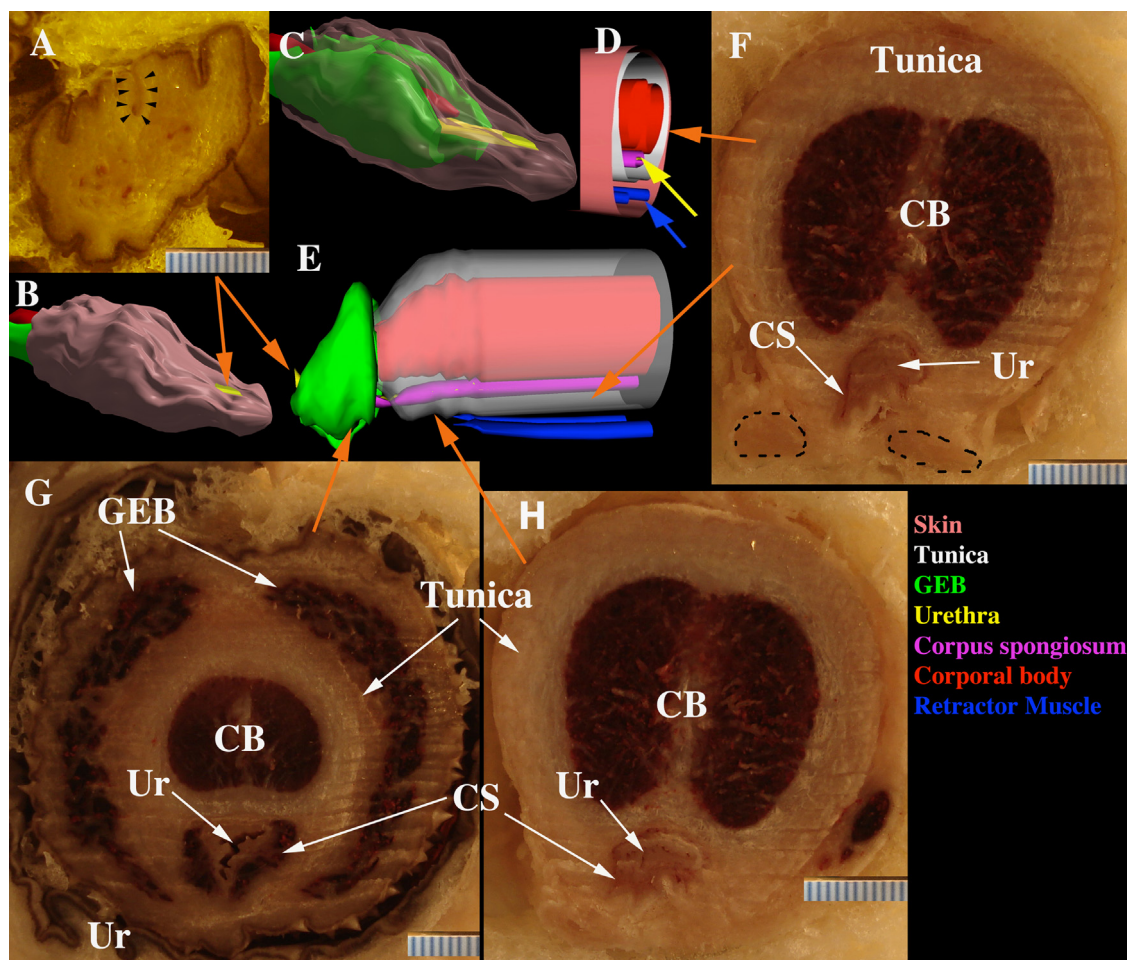 A
B
C
D
E
F
Tunica
CB
CS
Ur
G
GEB
Tunica
CB
Ur
CS
Ur
H
CB
Ur
Skin
Tunica
GEB
Urethra
Corpus spongiosum
Corporal body
Retractor Muscle